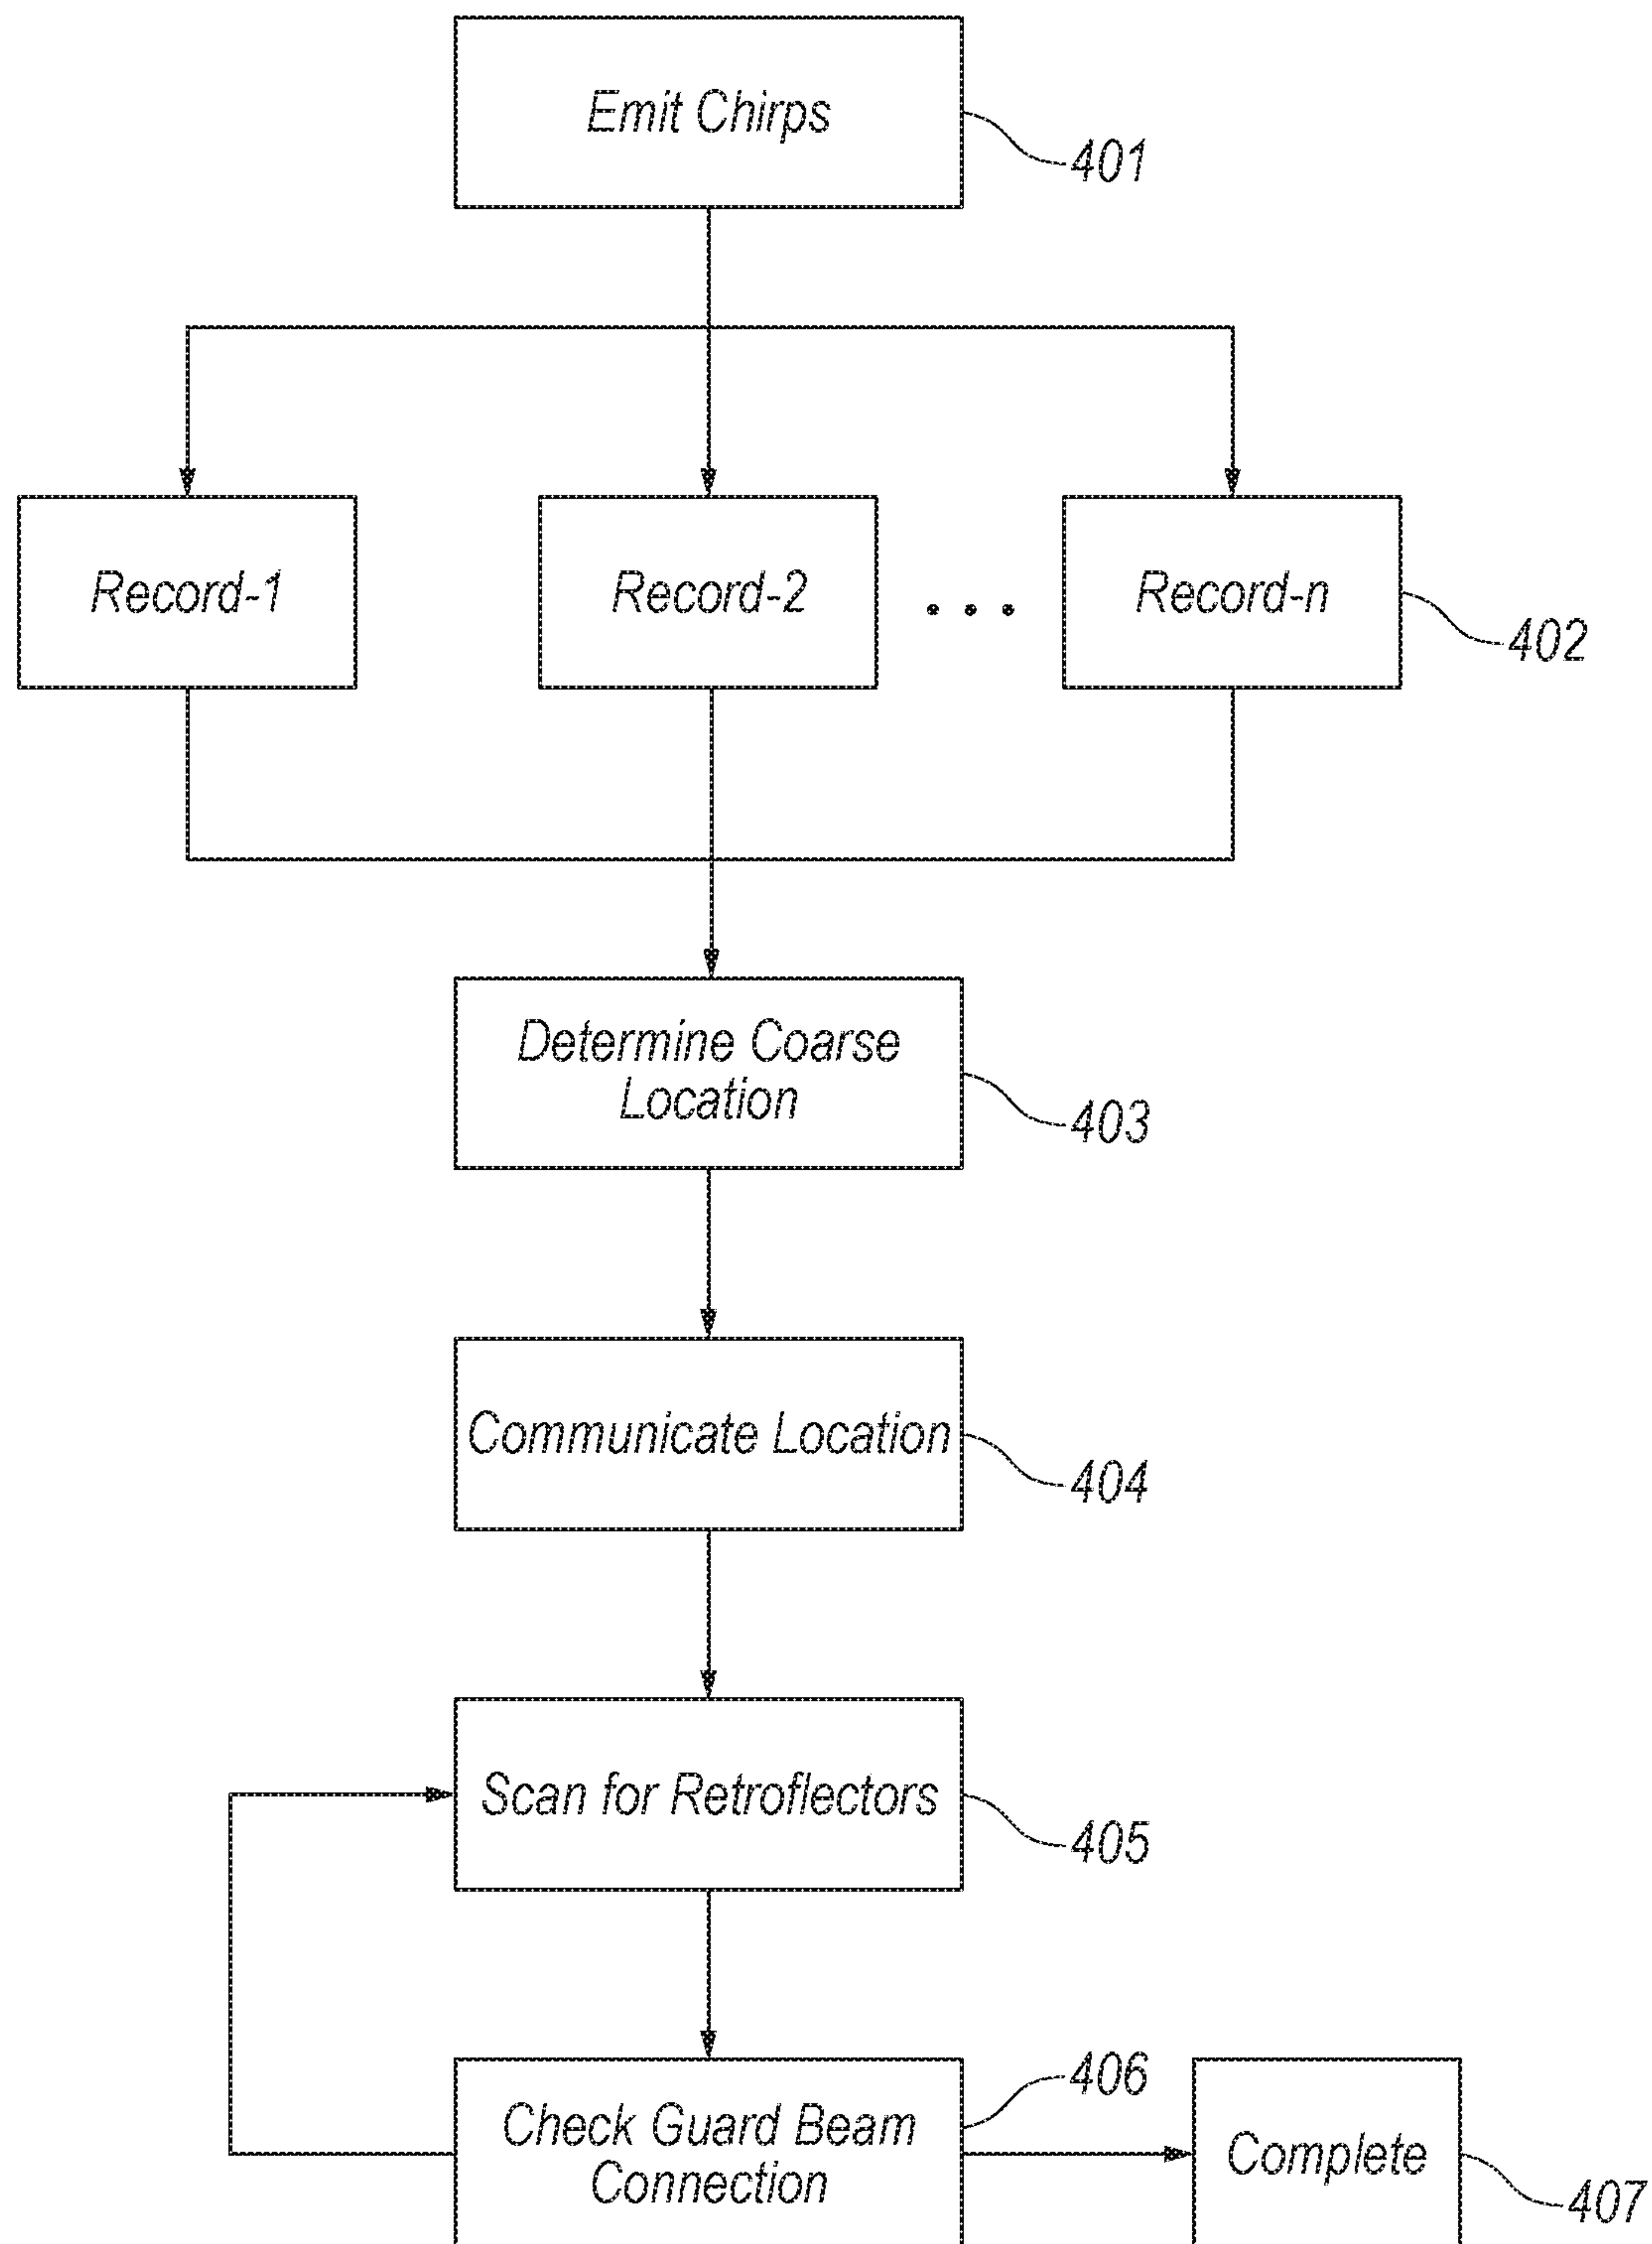 Emit Chirps
401
Record-1
Record-2
. . .
Record-n
402
Determine Coarse
Location
403
Communicate Location
404
Scan for Retroflectors
405
Check Guard Beam
Connection
406
Complete
407